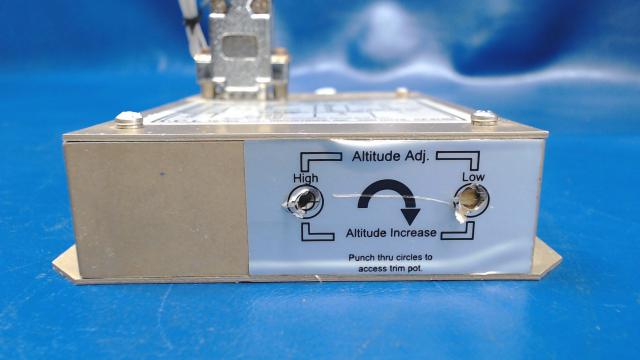 Altitude Adj.
High
Low
Altitude Increase
Punch thru circles to
access trim pot.